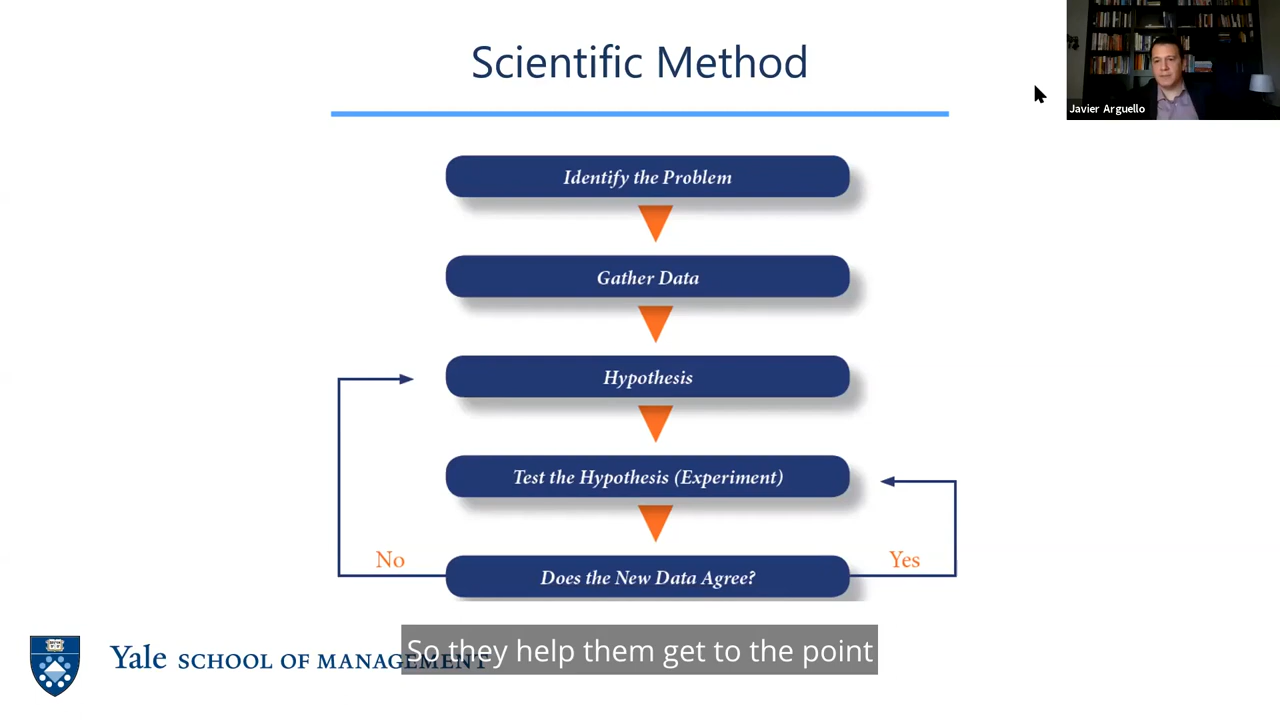 Scientific Method
Javier Arguello
Identify the Problem
Gather Data
Hypothesis
Test the Hypothesis (Experiment)
No
Yes
Does the New Data Agree?
Yale SCHOOL OF MANAGEMENT
So they help them get to the point